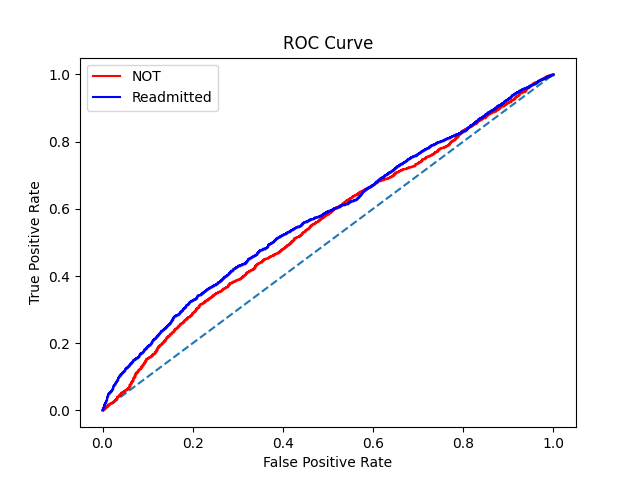 ROC Curve
NOT
Readmitted
True Positive Rate
1.0
0.8
0.6
0.4
0.2
0.0
0.0 0.2 0.4 0.6 0.8 1.0
False Positive Rate